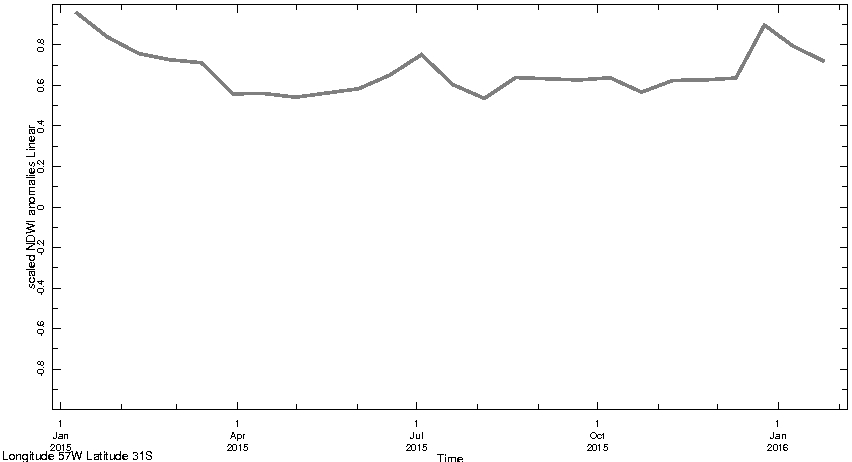 scaled NDWI anomalies Linear
0.8
0.6
0.4
0.2
0
-0.2
-0.4
-0.6
-0.8
1 1 1 1 1
Jan Apr Jul Oct Jan
2015 2015 2015 2015 2016
Time
Longitude 57W Latitude 31S